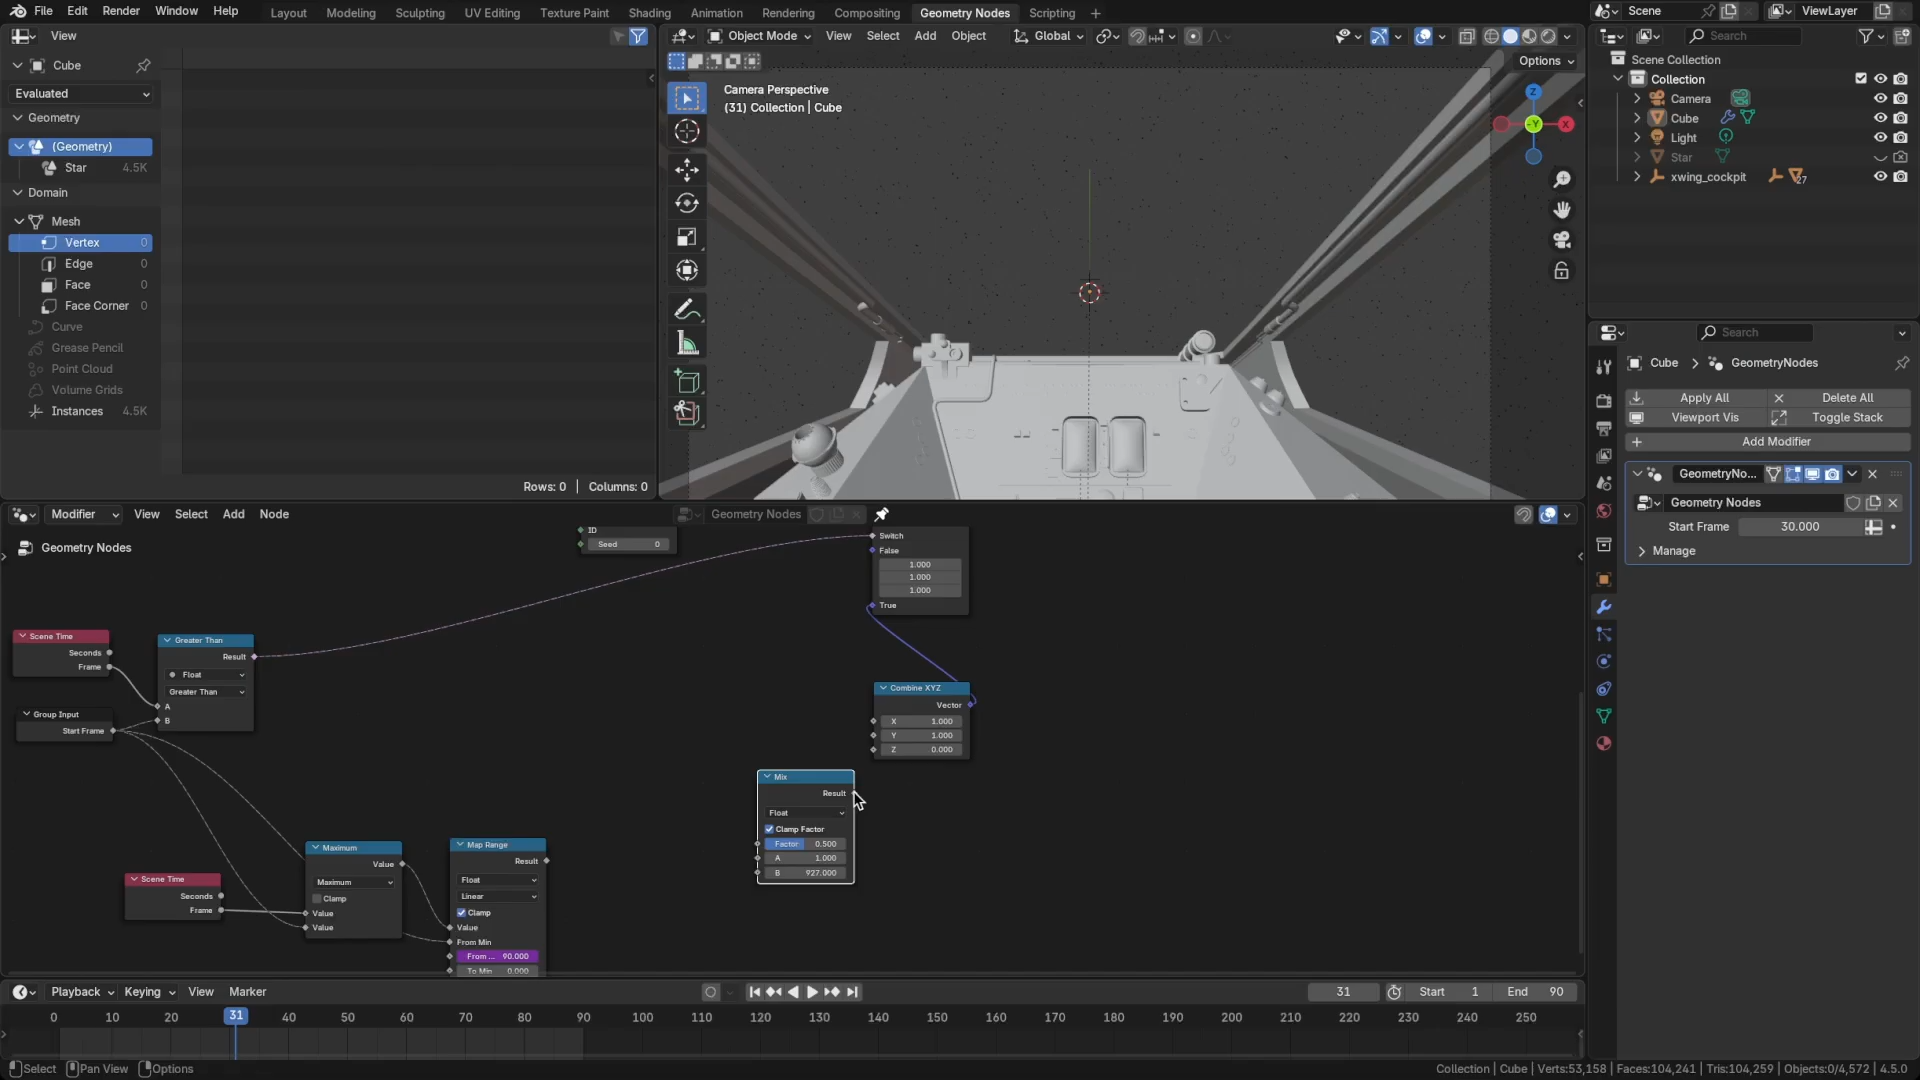 File Edit Render Window Help
Layout Modeling Sculpting UV Editing Texture Paint Shading Animation Rendering Compositing Geometry Nodes Scripting +
Scene
ViewLayer
View
Object Mode View Select Add Object
Global
Search
Cube
Evaluated
Geometry
(Geometry)
Star 4.5K
Domain
Mesh
Vertex 0
Edge 0
Face 0
Face Corner 0
Curve
Grease Pencil
Point Cloud
Volume Grids
Instances 4.5K
Rows: 0 | Columns: 0
Options
Camera Perspective
(31) Collection | Cube
Z
-Y
X
Scene Collection
Collection
Camera
Cube
Light
Star
xwing_cockpit
27
Search
Cube > GeometryNodes
Apply All Delete All
Viewport Vis Toggle Stack
Add Modifier
GeometryNo...
Geometry Nodes
Start Frame 30.000
Manage
Modifier View Select Add Node
Geometry Nodes
Geometry Nodes
ID
Seed 0
Switch
False
1.000
1.000
1.000
True
Scene Time
Seconds
Frame
Greater Than
Result
Float
Greater Than
A
B
Group Input
Start Frame
Combine XYZ
Vector
X 1.000
Y 1.000
Z 0.000
Mix
Result
Float
Clamp Factor
Factor 0.500
A 1.000
B 927.000
Scene Time
Seconds
Frame
Maximum
Value
Maximum
Clamp
Value
Value
Map Range
Result
Float
Linear
Clamp
Value
From Min
From ... 90.000
To Min 0.000
Playback Keying View Marker
31
Start 1
End 90
0 10 20 31 40 50 60 70 80 90 100 110 120 130 140 150 160 170 180 190 200 210 220 230 240 250
Select Pan View Options
Collection | Cube | Verts:53,158 | Faces:104,241 | Tris:104,259 | Objects:0/4,572 | 4.5.0